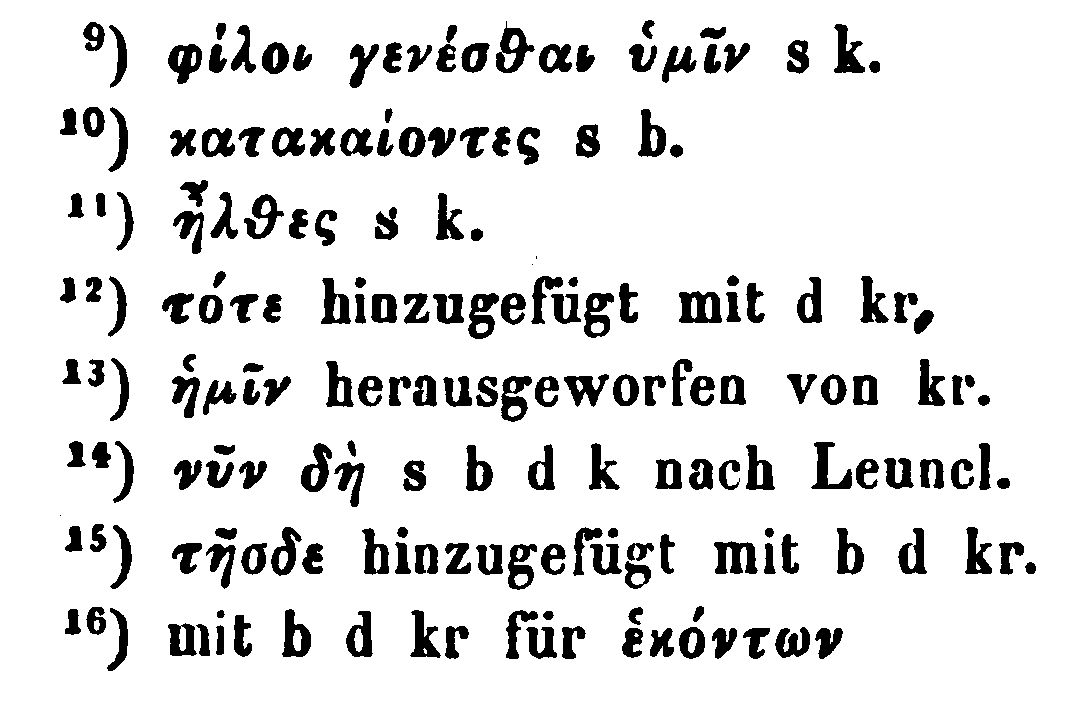 ⁹) φίλοι γενέσθαι ὑμῖν s k.
¹⁰) κατακαίοντες s b.
¹¹) ἦλθες s k.
¹²) τότε hinzugefügt mit d kr,
¹³) ἡμῖν herausgeworfen von kr.
¹⁴) νῦν δὴ s b d k nach Leuncl.
¹⁵) τῆσδε hinzugefügt mit b d kr.
¹⁶) mit b d kr für ἑκόντων